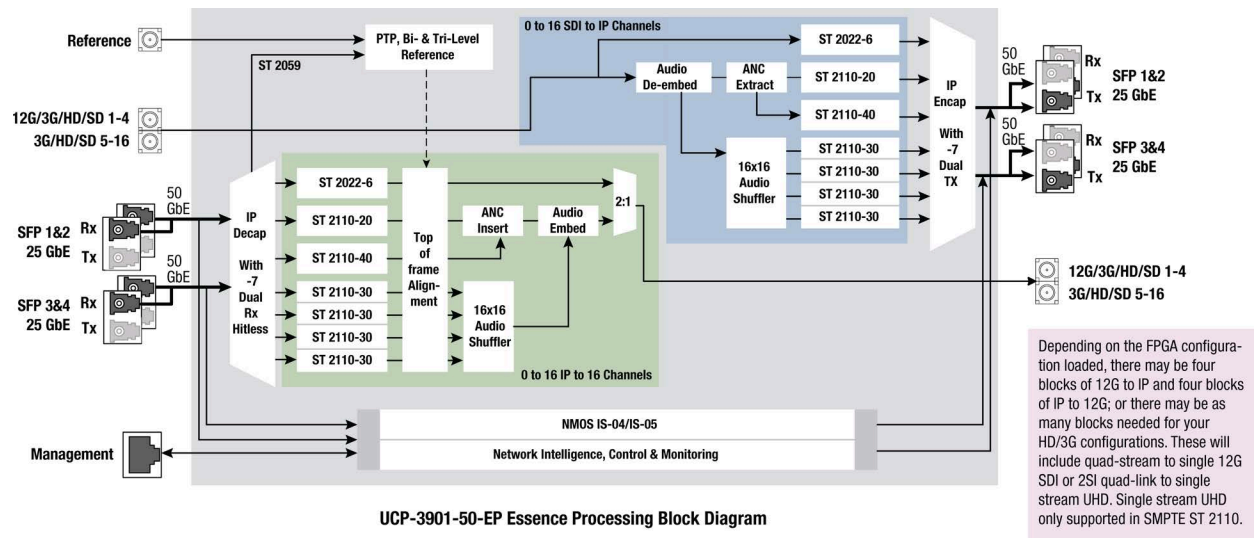 Reference
PTP, Bi- & Tri-Level
Reference
ST 2059
12G/3G/HD/SD 1-4
3G/HD/SD 5-16
0 to 16 SDI to IP Channels
Audio
De-embed
ANC
Extract
ST 2022-6
ST 2110-20
ST 2110-40
16x16
Audio
Shuffler
ST 2110-30
ST 2110-30
ST 2110-30
ST 2110-30
IP
Encap
With
-7
Dual
TX
50
GbE
Rx
Tx
SFP 1&2
25 GbE
50
GbE
Rx
Tx
SFP 3&4
25 GbE
50
GbE
SFP 1&2
25 GbE
Rx
Tx
50
GbE
SFP 3&4
25 GbE
Rx
Tx
IP
Decap
With
-7
Dual
Rx
Hitless
ST 2022-6
ST 2110-20
ST 2110-40
ST 2110-30
ST 2110-30
ST 2110-30
ST 2110-30
Top
of
frame
Align-
ment
ANC
Insert
Audio
Embed
2:1
16x16
Audio
Shuffler
0 to 16 IP to 16 Channels
12G/3G/HD/SD 1-4
3G/HD/SD 5-16
Management
NMOS IS-04/IS-05
Network Intelligence, Control & Monitoring
Depending on the FPGA configura-
tion loaded, there may be four
blocks of 12G to IP and four blocks
of IP to 12G; or there may be as
many blocks needed for your
HD/3G configurations. These will
include quad-stream to single 12G
SDI or 2SI quad-link to single
stream UHD. Single stream UHD
only supported in SMPTE ST 2110.
UCP-3901-50-EP Essence Processing Block Diagram